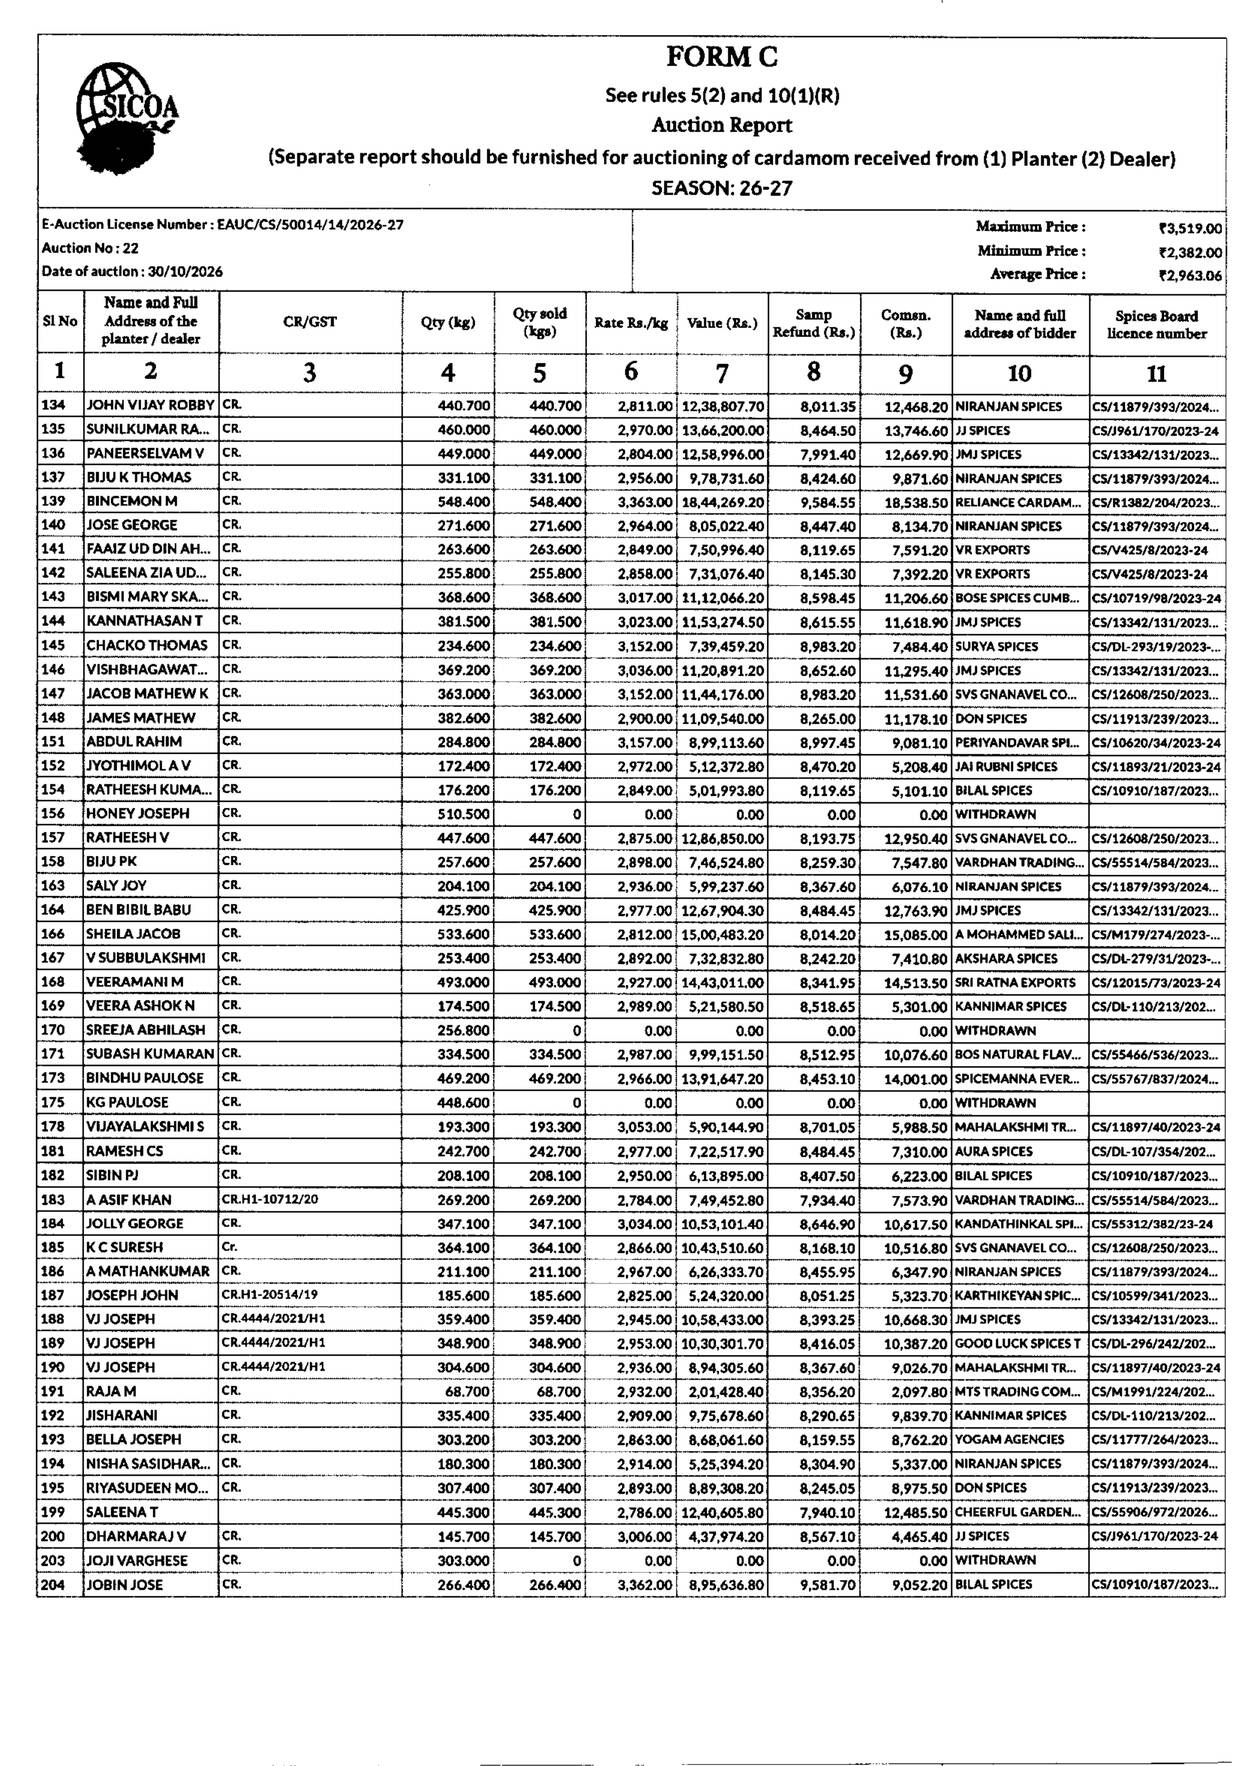 SICOA
FORM C
See rules 5(2) and 10(1)(R)
Auction Report
(Separate report should be furnished for auctioning of cardamom received from (1) Planter (2) Dealer)
SEASON: 26-27
E-Auction License Number : EAUC/CS/50014/14/2026-27
Auction No : 22
Date of auction : 30/10/2026
Maximum Price : ₹3,519.00
Minimum Price : ₹2,382.00
Average Price : ₹2,963.06
Sl No | Name and Full Address of the planter / dealer | CR/GST | Qty (kg) | Qty sold (kgs) | Rate Rs./kg | Value (Rs.) | Samp Refund (Rs.) | Comsn. (Rs.) | Name and full address of bidder | Spices Board licence number
1 2 3 4 5 6 7 8 9 10 11
134 JOHN VIJAY ROBBY CR. 440.700 440.700 2,811.00 12,38,807.70 8,011.35 12,468.20 NIRANJAN SPICES CS/11879/393/2024...
135 SUNILKUMAR RA... CR. 460.000 460.000 2,970.00 13,66,200.00 8,464.50 13,746.60 JJ SPICES CS/J961/170/2023-24
136 PANEERSELVAM V CR. 449.000 449.000 2,804.00 12,58,996.00 7,991.40 12,669.90 JMJ SPICES CS/13342/131/2023...
137 BIJU K THOMAS CR. 331.100 331.100 2,956.00 9,78,731.60 8,424.60 9,871.60 NIRANJAN SPICES CS/11879/393/2024...
139 BINCEMON M CR. 548.400 548.400 3,363.00 18,44,269.20 9,584.55 18,538.50 RELIANCE CARDAM... CS/R1382/204/2023...
140 JOSE GEORGE CR. 271.600 271.600 2,964.00 8,05,022.40 8,447.40 8,134.70 NIRANJAN SPICES CS/11879/393/2024...
141 FAAIZ UD DIN AH... CR. 263.600 263.600 2,849.00 7,50,996.40 8,119.65 7,591.20 VR EXPORTS CS/V425/8/2023-24
142 SALEENA ZIA UD... CR. 255.800 255.800 2,858.00 7,31,076.40 8,145.30 7,392.20 VR EXPORTS CS/V425/8/2023-24
143 BISMI MARY SKA... CR. 368.600 368.600 3,017.00 11,12,066.20 8,598.45 11,206.60 BOSE SPICES CUMB... CS/10719/98/2023-24
144 KANNATHASAN T CR. 381.500 381.500 3,023.00 11,53,274.50 8,615.55 11,618.90 JMJ SPICES CS/13342/131/2023...
145 CHACKO THOMAS CR. 234.600 234.600 3,152.00 7,39,459.20 8,983.20 7,484.40 SURYA SPICES CS/DL-293/19/2023-...
146 VISHBHAGAWAT... CR. 369.200 369.200 3,036.00 11,20,891.20 8,652.60 11,295.40 JMJ SPICES CS/13342/131/2023...
147 JACOB MATHEW K CR. 363.000 363.000 3,152.00 11,44,176.00 8,983.20 11,531.60 SVS GNANAVEL CO... CS/12608/250/2023...
148 JAMES MATHEW CR. 382.600 382.600 2,900.00 11,09,540.00 8,265.00 11,178.10 DON SPICES CS/11913/239/2023...
151 ABDUL RAHIM CR. 284.800 284.800 3,157.00 8,99,113.60 8,997.45 9,081.10 PERIYANDAVAR SPI... CS/10620/34/2023-24
152 JYOTHIMOL A V CR. 172.400 172.400 2,972.00 5,12,372.80 8,470.20 5,208.40 JAI RUBNI SPICES CS/11893/21/2023-24
154 RATHEESH KUMA... CR. 176.200 176.200 2,849.00 5,01,993.80 8,119.65 5,101.10 BILAL SPICES CS/10910/187/2023...
156 HONEY JOSEPH CR. 510.500 0 0.00 0.00 0.00 0.00 WITHDRAWN
157 RATHEESH V CR. 447.600 447.600 2,875.00 12,86,850.00 8,193.75 12,950.40 SVS GNANAVEL CO... CS/12608/250/2023...
158 BIJU PK CR. 257.600 257.600 2,898.00 7,46,524.80 8,259.30 7,547.80 VARDHAN TRADING... CS/55514/584/2023...
163 SALY JOY CR. 204.100 204.100 2,936.00 5,99,237.60 8,367.60 6,076.10 NIRANJAN SPICES CS/11879/393/2024...
164 BEN BIBIL BABU CR. 425.900 425.900 2,977.00 12,67,904.30 8,484.45 12,763.90 JMJ SPICES CS/13342/131/2023...
166 SHEILA JACOB CR. 533.600 533.600 2,812.00 15,00,483.20 8,014.20 15,085.00 A MOHAMMED SALI... CS/M179/274/2023-...
167 V SUBBULAKSHMI CR. 253.400 253.400 2,892.00 7,32,832.80 8,242.20 7,410.80 AKSHARA SPICES CS/DL-279/31/2023-...
168 VEERAMANI M CR. 493.000 493.000 2,927.00 14,43,011.00 8,341.95 14,513.50 SRI RATNA EXPORTS CS/12015/73/2023-24
169 VEERA ASHOK N CR. 174.500 174.500 2,989.00 5,21,580.50 8,518.65 5,301.00 KANNIMAR SPICES CS/DL-110/213/202...
170 SREEJA ABHILASH CR. 256.800 0 0.00 0.00 0.00 0.00 WITHDRAWN
171 SUBASH KUMARAN CR. 334.500 334.500 2,987.00 9,99,151.50 8,512.95 10,076.60 BOS NATURAL FLAV... CS/55466/536/2023...
173 BINDHU PAULOSE CR. 469.200 469.200 2,966.00 13,91,647.20 8,453.10 14,001.00 SPICEMANNA EVER... CS/55767/837/2024...
175 KG PAULOSE CR. 448.600 0 0.00 0.00 0.00 0.00 WITHDRAWN
178 VIJAYALAKSHMI S CR. 193.300 193.300 3,053.00 5,90,144.90 8,701.05 5,988.50 MAHALAKSHMI TR... CS/11897/40/2023-24
181 RAMESH CS CR. 242.700 242.700 2,977.00 7,22,517.90 8,484.45 7,310.00 AURA SPICES CS/DL-107/354/202...
182 SIBIN PJ CR. 208.100 208.100 2,950.00 6,13,895.00 8,407.50 6,223.00 BILAL SPICES CS/10910/187/2023...
183 A ASIF KHAN CR.H1-10712/20 269.200 269.200 2,784.00 7,49,452.80 7,934.40 7,573.90 VARDHAN TRADING... CS/55514/584/2023...
184 JOLLY GEORGE CR. 347.100 347.100 3,034.00 10,53,101.40 8,646.90 10,617.50 KANDATHINKAL SPI... CS/55312/382/23-24
185 K C SURESH Cr. 364.100 364.100 2,866.00 10,43,510.60 8,168.10 10,516.80 SVS GNANAVEL CO... CS/12608/250/2023...
186 A MATHANKUMAR CR. 211.100 211.100 2,967.00 6,26,333.70 8,455.95 6,347.90 NIRANJAN SPICES CS/11879/393/2024...
187 JOSEPH JOHN CR.H1-20514/19 185.600 185.600 2,825.00 5,24,320.00 8,051.25 5,323.70 KARTHIKEYAN SPIC... CS/10599/341/2023...
188 VJ JOSEPH CR.4444/2021/H1 359.400 359.400 2,945.00 10,58,433.00 8,393.25 10,668.30 JMJ SPICES CS/13342/131/2023...
189 VJ JOSEPH CR.4444/2021/H1 348.900 348.900 2,953.00 10,30,301.70 8,416.05 10,387.20 GOOD LUCK SPICES T CS/DL-296/242/202...
190 VJ JOSEPH CR.4444/2021/H1 304.600 304.600 2,936.00 8,94,305.60 8,367.60 9,026.70 MAHALAKSHMI TR... CS/11897/40/2023-24
191 RAJA M CR. 68.700 68.700 2,932.00 2,01,428.40 8,356.20 2,097.80 MTS TRADING COM... CS/M1991/224/202...
192 JISHARANI CR. 335.400 335.400 2,909.00 9,75,678.60 8,290.65 9,839.70 KANNIMAR SPICES CS/DL-110/213/202...
193 BELLA JOSEPH CR. 303.200 303.200 2,863.00 8,68,061.60 8,159.55 8,762.20 YOGAM AGENCIES CS/11777/264/2023...
194 NISHA SASIDHAR... CR. 180.300 180.300 2,914.00 5,25,394.20 8,304.90 5,337.00 NIRANJAN SPICES CS/11879/393/2024...
195 RIYASUDEEN MO... CR. 307.400 307.400 2,893.00 8,89,308.20 8,245.05 8,975.50 DON SPICES CS/11913/239/2023...
199 SALEENA T 445.300 445.300 2,786.00 12,40,605.80 7,940.10 12,485.50 CHEERFUL GARDEN... CS/55906/972/2026...
200 DHARMARAJ V CR. 145.700 145.700 3,006.00 4,37,974.20 8,567.10 4,465.40 JJ SPICES CS/J961/170/2023-24
203 JOJI VARGHESE CR. 303.000 0 0.00 0.00 0.00 0.00 WITHDRAWN
204 JOBIN JOSE CR. 266.400 266.400 3,362.00 8,95,636.80 9,581.70 9,052.20 BILAL SPICES CS/10910/187/2023...